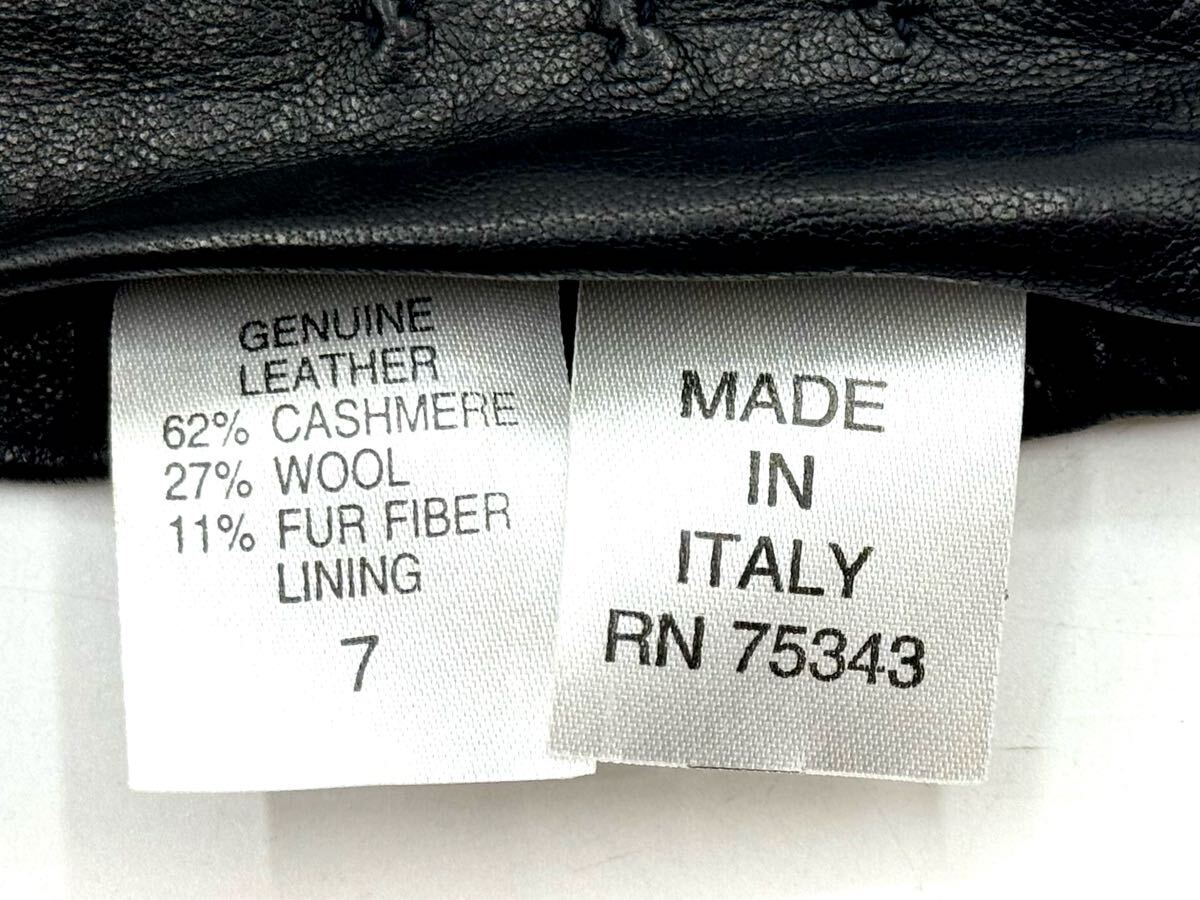 GENUINE
LEATHER
62% CASHMERE
27% WOOL
11% FUR FIBER
LINING
7
MADE
IN
ITALY
RN 75343